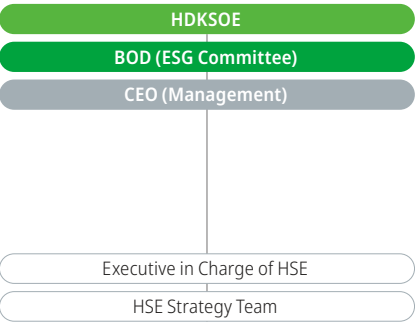 HDKSOE
BOD (ESG Committee)
CEO (Management)
Executive in Charge of HSE
HSE Strategy Team